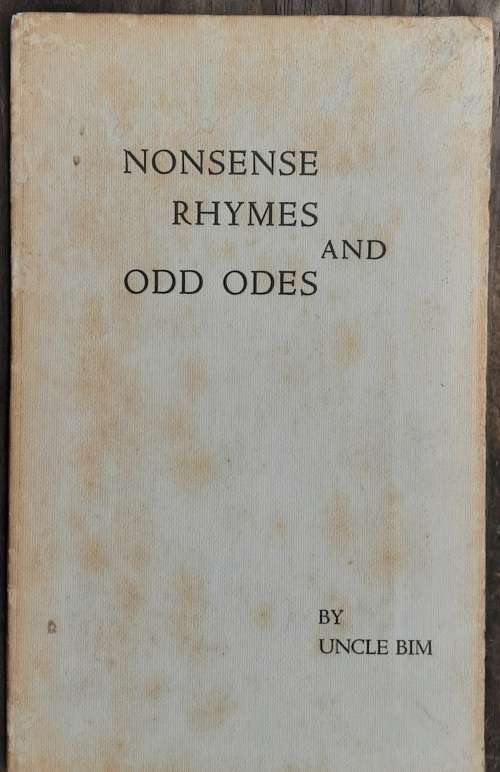 NONSENSE
RHYMES
AND
ODD ODES
BY
UNCLE BIM